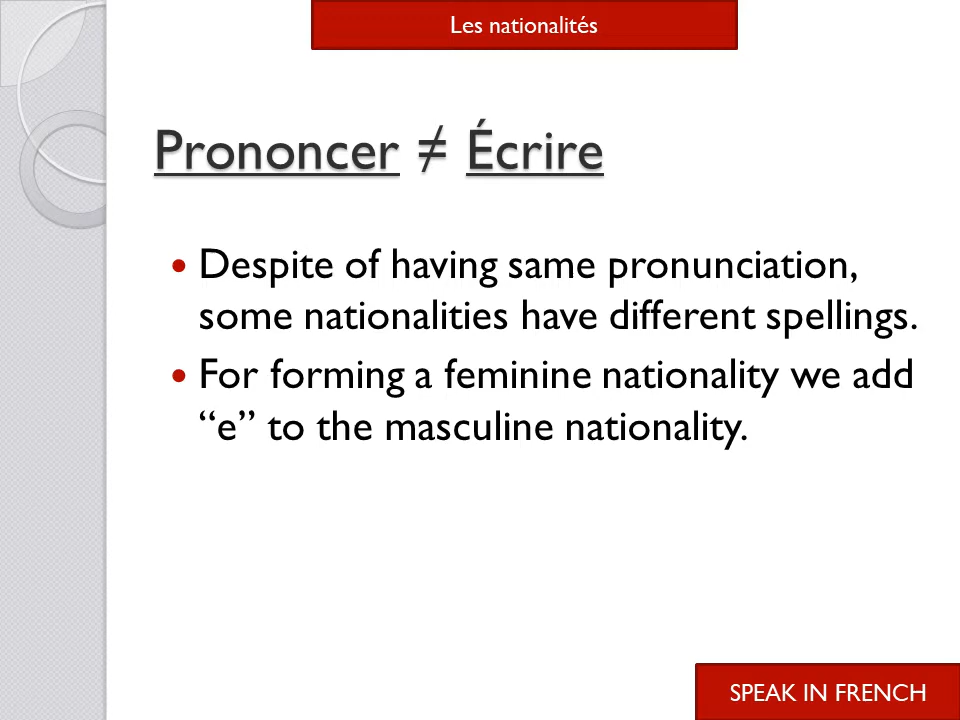 Les nationalités
Prononcer ≠ Écrire
• Despite of having same pronunciation,
some nationalities have different spellings.
• For forming a feminine nationality we add
“e” to the masculine nationality.
SPEAK IN FRENCH